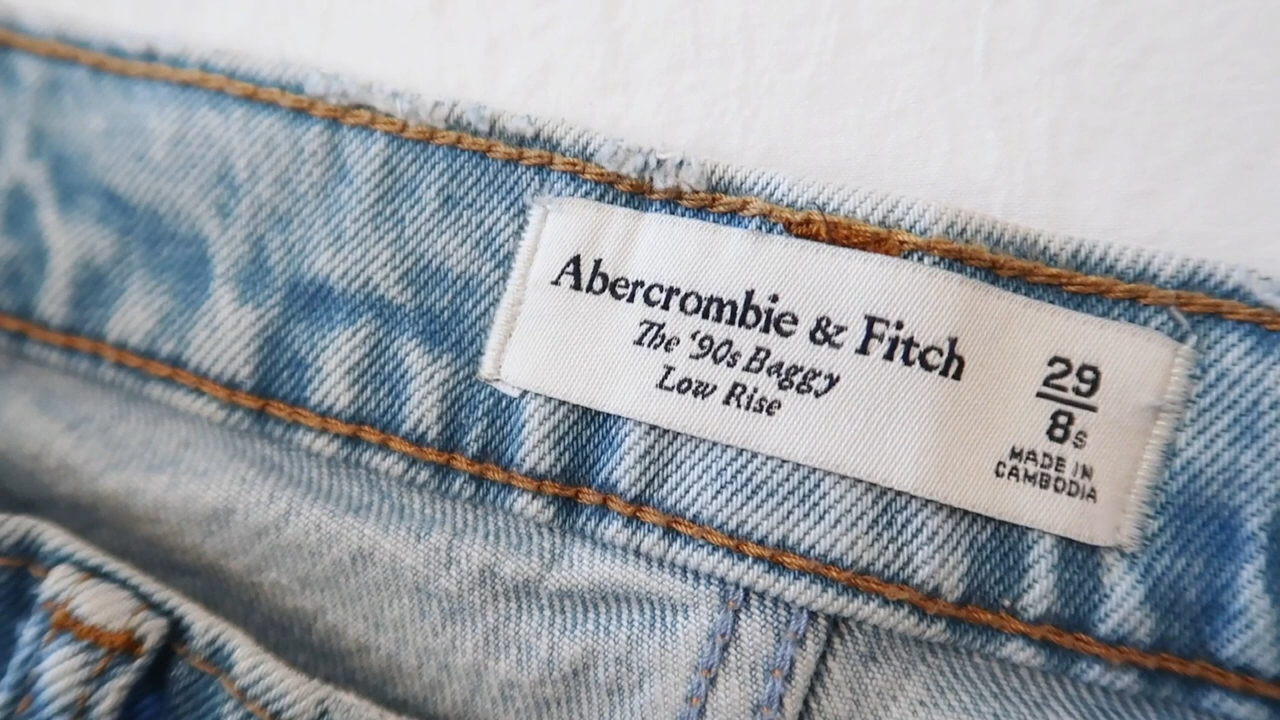 Abercrombie & Fitch
The ‘90s Baggy
Low Rise
29
8s
MADE IN
CAMBODIA